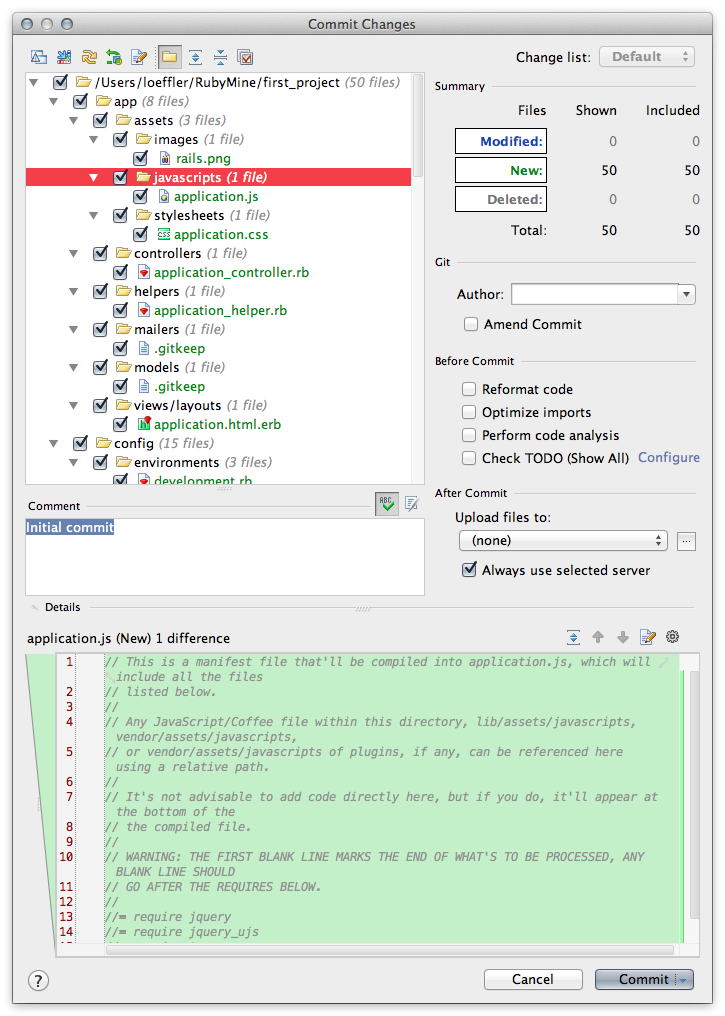 Commit Changes
Change list: Default
/Users/loeffler/RubyMine/first_project (50 files)
app (8 files)
assets (3 files)
images (1 file)
rails.png
javascripts (1 file)
application.js
stylesheets (1 file)
application.css
controllers (1 file)
application_controller.rb
helpers (1 file)
application_helper.rb
mailers (1 file)
.gitkeep
models (1 file)
.gitkeep
views/layouts (1 file)
application.html.erb
config (15 files)
environments (3 files)
development.rb
Summary
Files Shown Included
Modified: 0 0
New: 50 50
Deleted: 0 0
Total: 50 50
Git
Author:
Amend Commit
Before Commit
Reformat code
Optimize imports
Perform code analysis
Check TODO (Show All) Configure
After Commit
Upload files to:
(none) ...
Always use selected server
Comment
ABC
Initial commit
Details
application.js (New) 1 difference
1 // This is a manifest file that'll be compiled into application.js, which will
include all the files
2 // listed below.
3 //
4 // Any JavaScript/Coffee file within this directory, lib/assets/javascripts,
vendor/assets/javascripts,
5 // or vendor/assets/javascripts of plugins, if any, can be referenced here
using a relative path.
6 //
7 // It's not advisable to add code directly here, but if you do, it'll appear at
the bottom of the
8 // the compiled file.
9 //
10 // WARNING: THE FIRST BLANK LINE MARKS THE END OF WHAT'S TO BE PROCESSED, ANY
BLANK LINE SHOULD
11 // GO AFTER THE REQUIRES BELOW.
12 //
13 //= require jquery
14 //= require jquery_ujs
? Cancel Commit